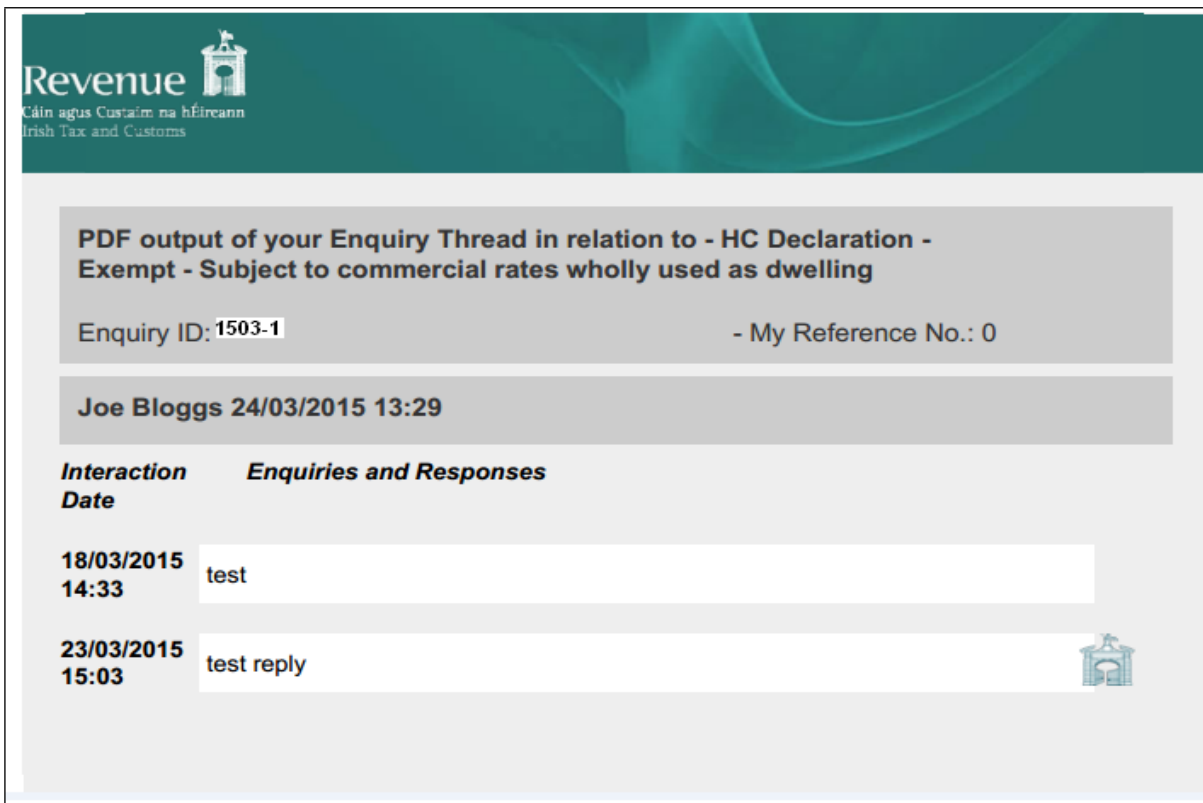 Revenue
Cáin agus Custaim na hÉireann
Irish Tax and Customs
PDF output of your Enquiry Thread in relation to - HC Declaration -
Exempt - Subject to commercial rates wholly used as dwelling
Enquiry ID: 1503-1 - My Reference No.: 0
Joe Bloggs 24/03/2015 13:29
Interaction Enquiries and Responses
Date
18/03/2015
14:33
test
23/03/2015
15:03
test reply